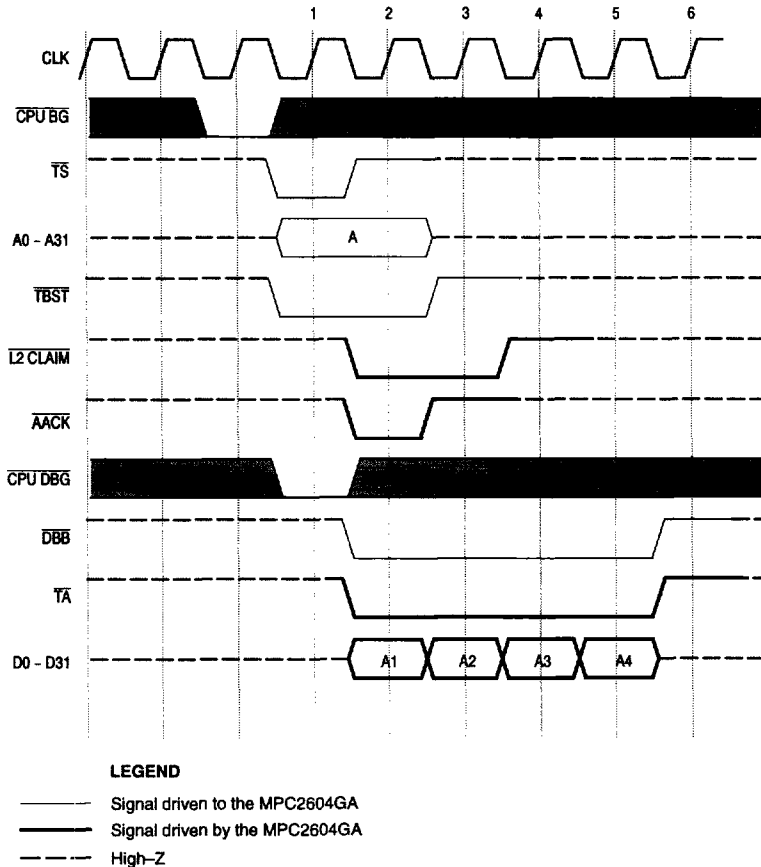 1 2 3 4 5 6
CLK
CPU BG
TS
A0 – A31
A
TBST
L2 CLAIM
AACK
CPU DBG
DBB
TA
D0 – D31
A1 A2 A3 A4
LEGEND
Signal driven to the MPC2604GA
Signal driven by the MPC2604GA
High–Z